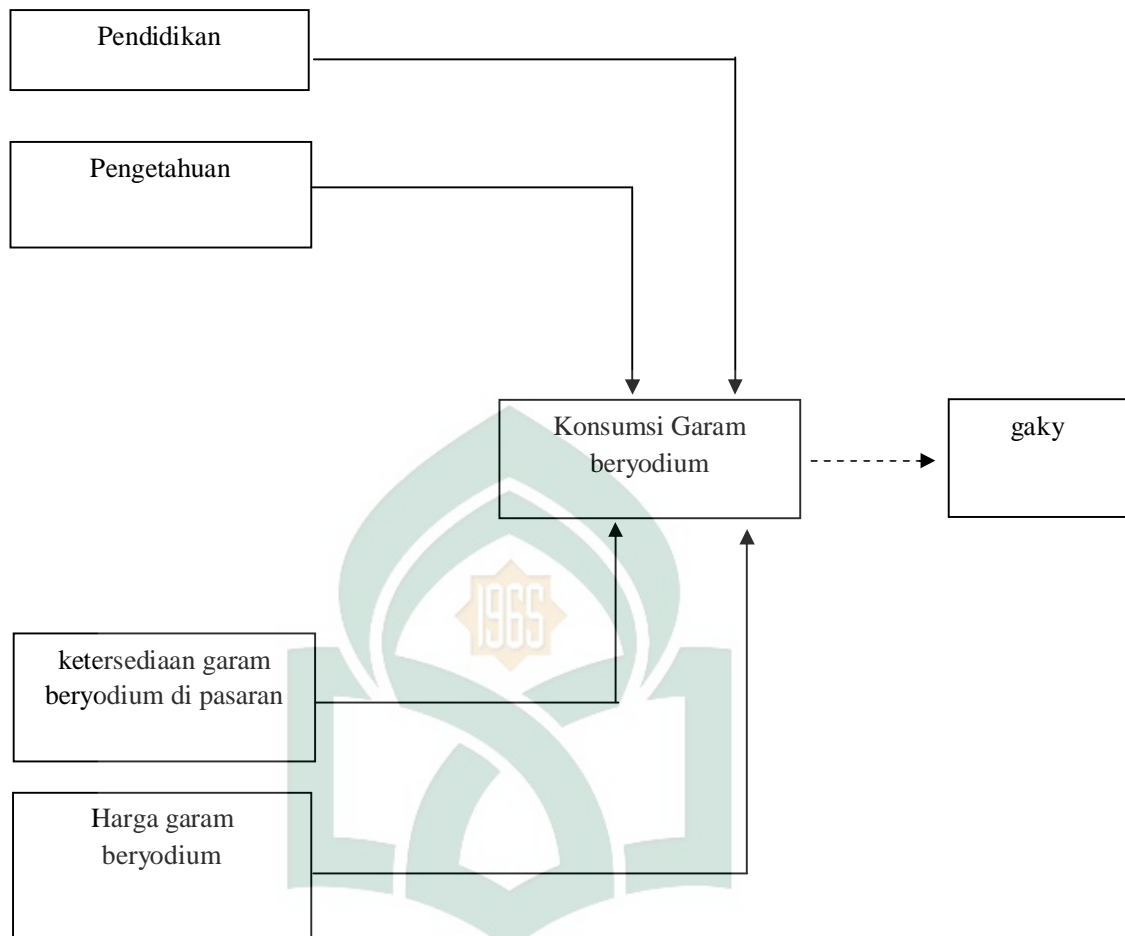 Pendidikan
Pengetahuan
Konsumsi Garam
beryodium
gaky
1965
ketersediaan garam
beryodium di pasaran
Harga garam
beryodium